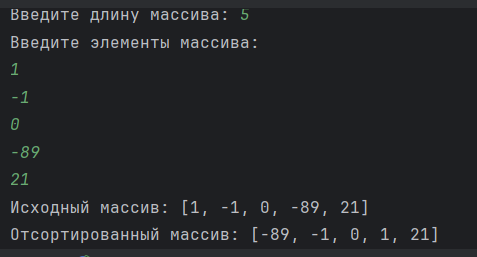 Введите длину массива: 5
Введите элементы массива:
1
-1
0
-89
21
Исходный массив: [1, -1, 0, -89, 21]
Отсортированный массив: [-89, -1, 0, 1, 21]